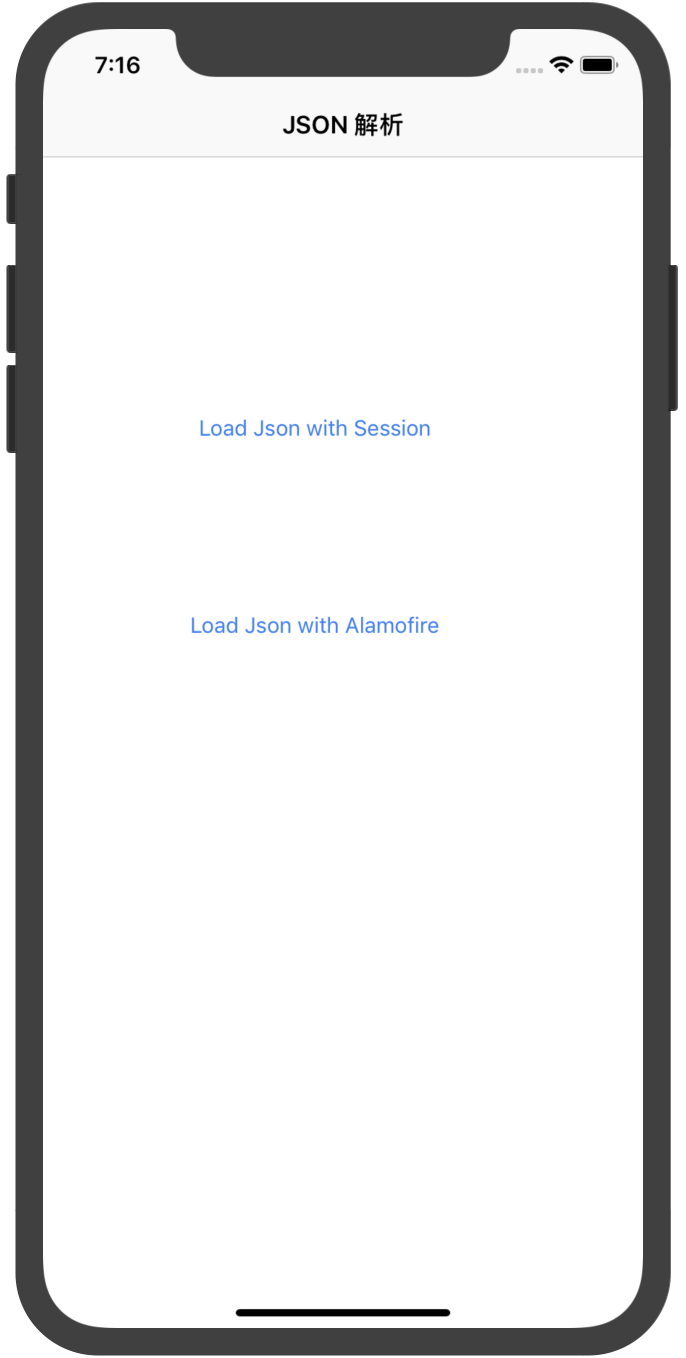 7:16
JSON 解析
Load Json with Session
Load Json with Alamofire